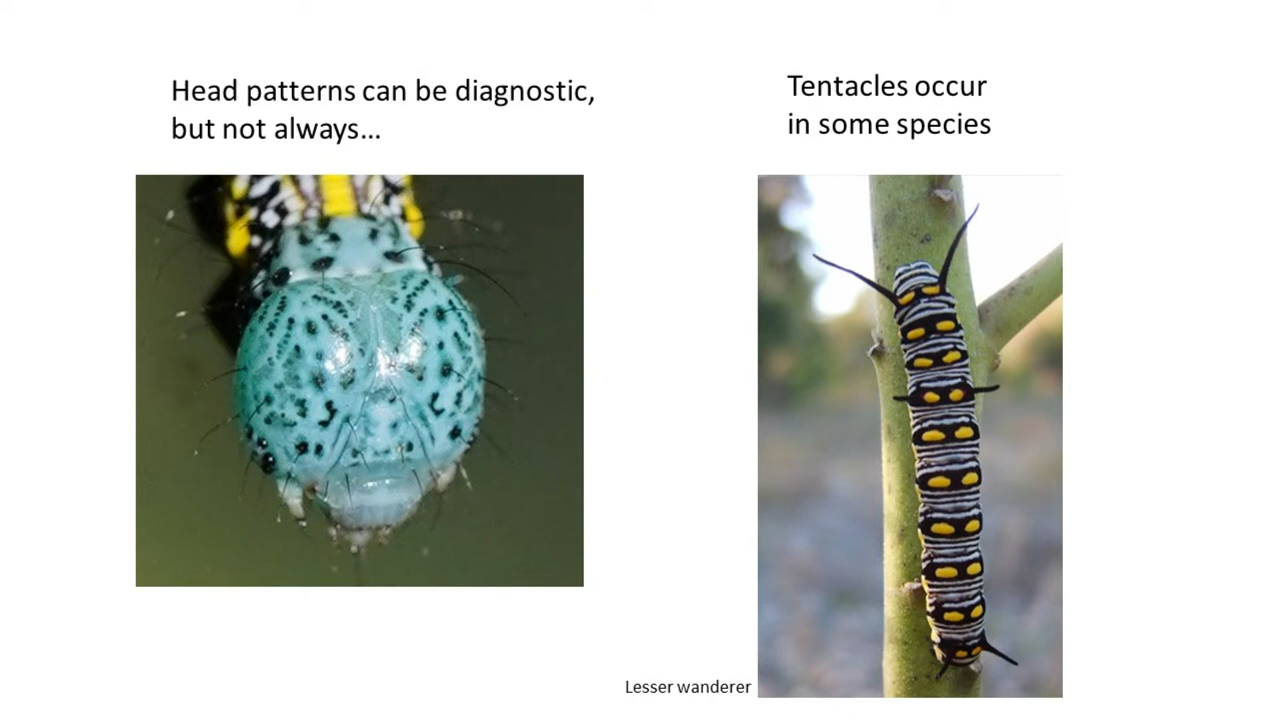 Head patterns can be diagnostic,
but not always…
Tentacles occur
in some species
Lesser wanderer